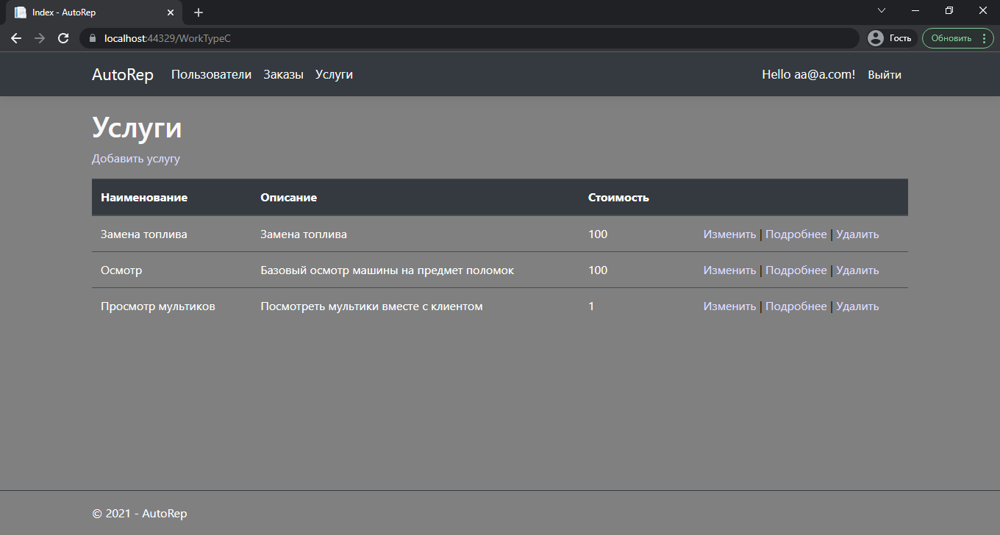 Index - AutoRep
localhost:44329/WorkTypeC
Гость
Обновить
AutoRep Пользователи Заказы Услуги Hello aa@a.com! Выйти
Услуги
Добавить услугу
Наименование Описание Стоимость
Замена топлива Замена топлива 100 Изменить | Подробнее | Удалить
Осмотр Базовый осмотр машины на предмет поломок 100 Изменить | Подробнее | Удалить
Просмотр мультиков Посмотреть мультики вместе с клиентом 1 Изменить | Подробнее | Удалить
© 2021 - AutoRep